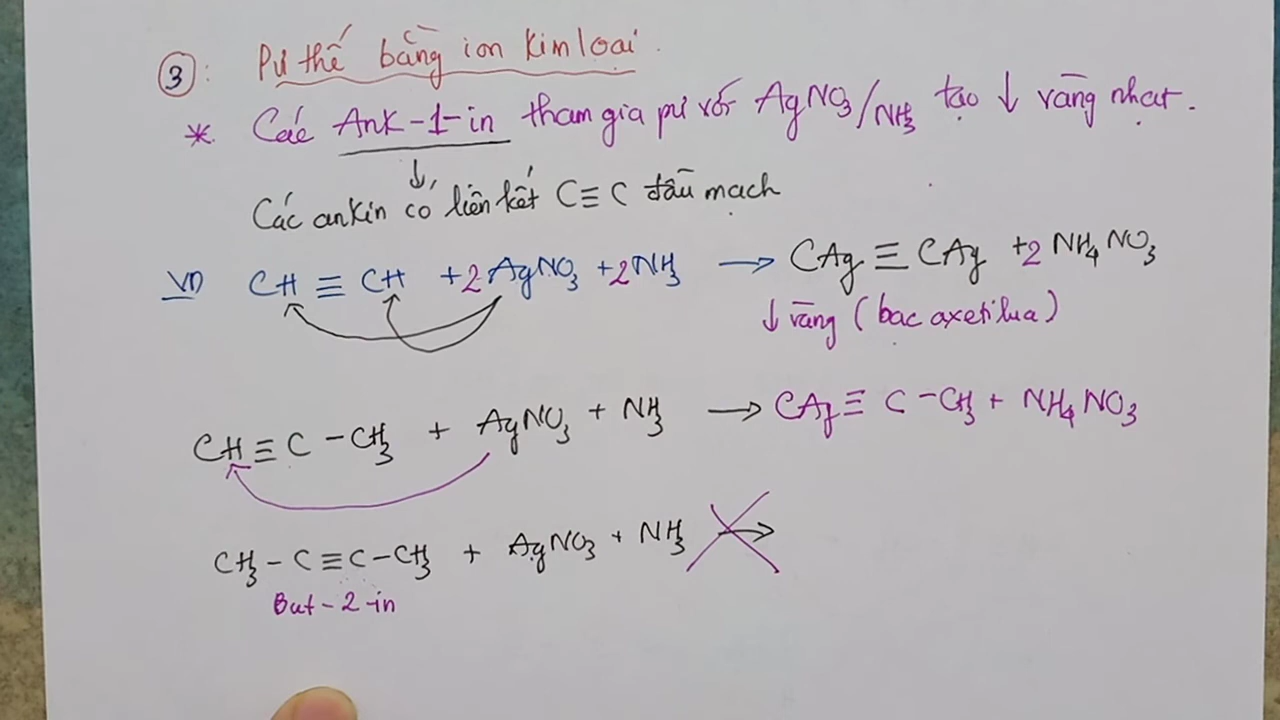 ③: Pư thế bằng ion kim loại.
* Các Ank-1-in tham gia pư với AgNO₃/NH₃ tạo ↓ vàng nhạt.
↓
Các ankin có liên kết C≡C đầu mạch
VD CH ≡ CH + 2AgNO₃ + 2NH₃ → CAg ≡ CAg + 2NH₄NO₃
↓ vàng (bạc axetilua)
CH ≡ C - CH₃ + AgNO₃ + NH₃ → CAg ≡ C - CH₃ + NH₄NO₃
CH₃ - C ≡ C - CH₃ + AgNO₃ + NH₃ →
But - 2 - in